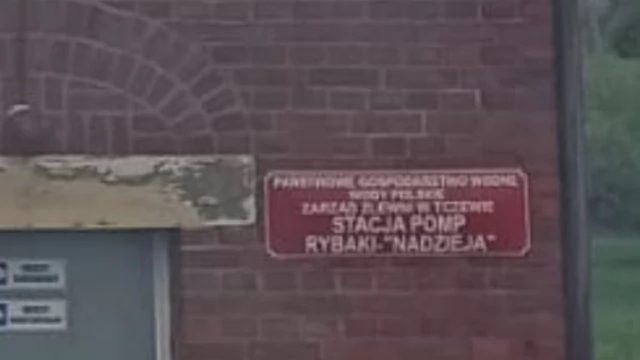 PAŃSTWOWE GOSPODARSTWO WODNE
WODY POLSKIE
ZARZĄD ZLEWNI W TCZEWIE
STACJA POMP
RYBAKI-"NADZIEJA"